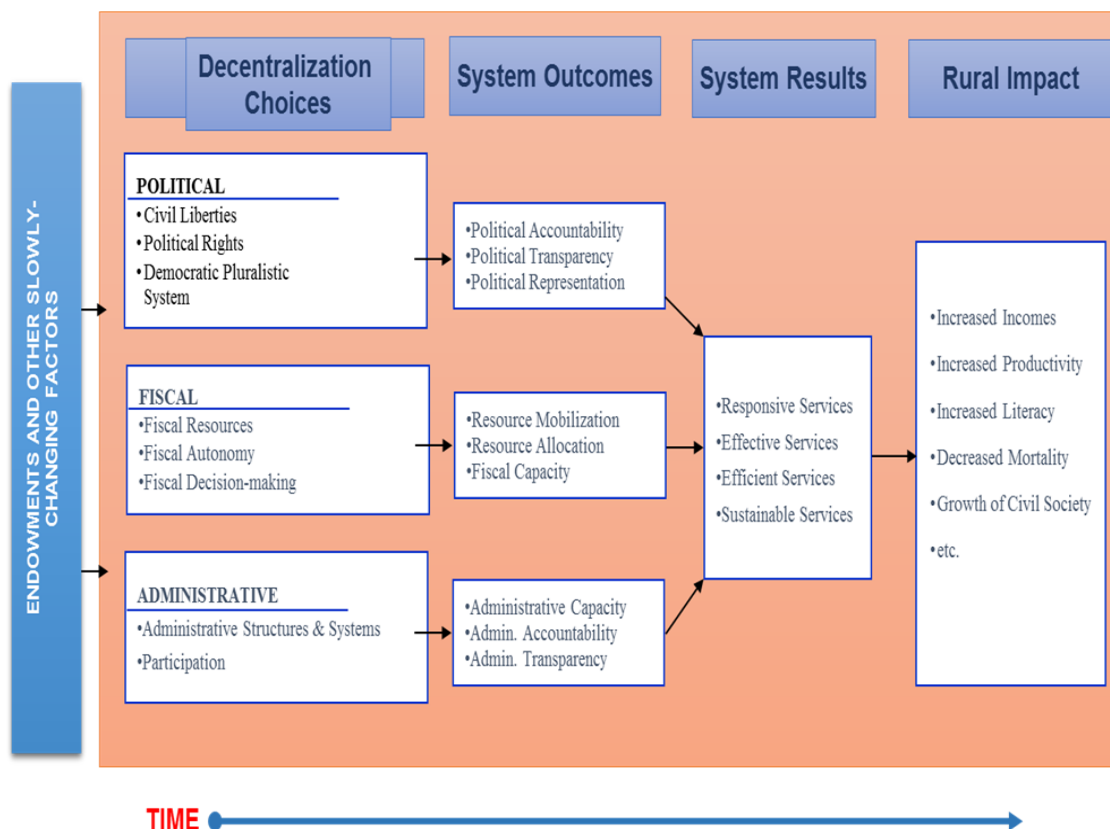 Decentralization
Choices
System Outcomes
System Results
Rural Impact
ENDOWMENTS AND OTHER SLOWLY-
CHANGING FACTORS
POLITICAL
•Civil Liberties
•Political Rights
•Democratic Pluralistic
System
•Political Accountability
•Political Transparency
•Political Representation
FISCAL
•Fiscal Resources
•Fiscal Autonomy
•Fiscal Decision-making
•Resource Mobilization
•Resource Allocation
•Fiscal Capacity
ADMINISTRATIVE
•Administrative Structures & Systems
•Participation
•Administrative Capacity
•Admin. Accountability
•Admin. Transparency
•Responsive Services
•Effective Services
•Efficient Services
•Sustainable Services
•Increased Incomes
•Increased Productivity
•Increased Literacy
•Decreased Mortality
•Growth of Civil Society
•etc.
TIME